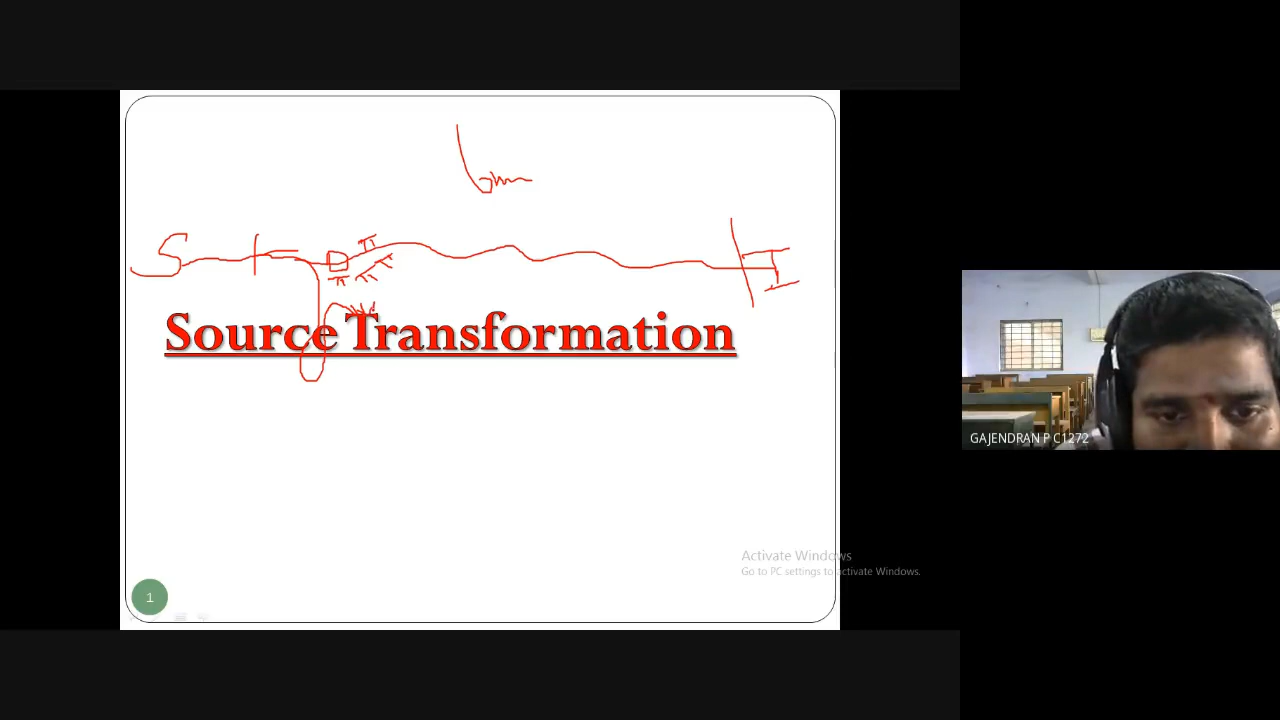 S
Source Transformation
GAJENDRAN P C1272
Activate Windows
Go to PC settings to activate Windows.
1